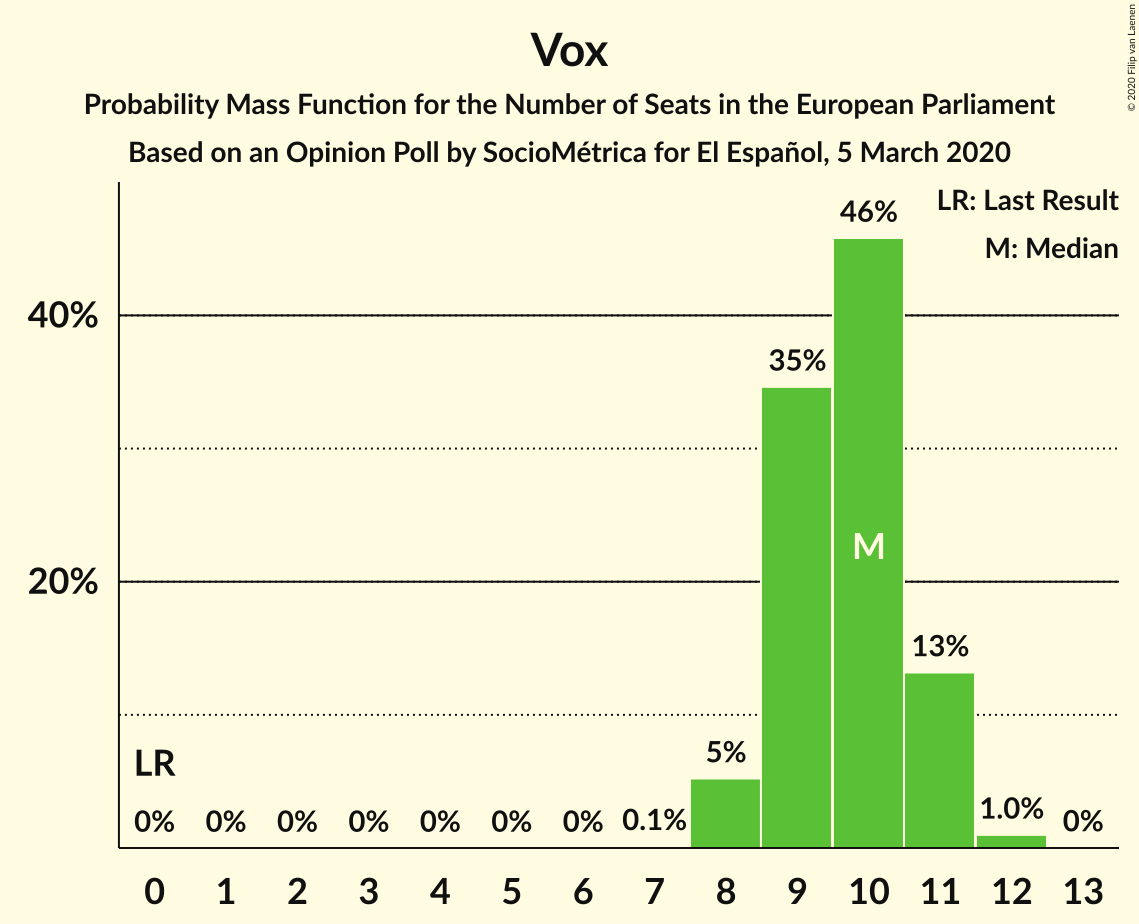 Vox
Probability Mass Function for the Number of Seats in the European Parliament
Based on an Opinion Poll by SocioMétrica for El Español, 5 March 2020
© 2020 Filip van Laenen
LR: Last Result
M: Median
40%
20%
LR
0%
0%
0%
0%
0%
0%
0%
0.1%
5%
35%
46%
M
13%
1.0%
0%
0 1 2 3 4 5 6 7 8 9 10 11 12 13